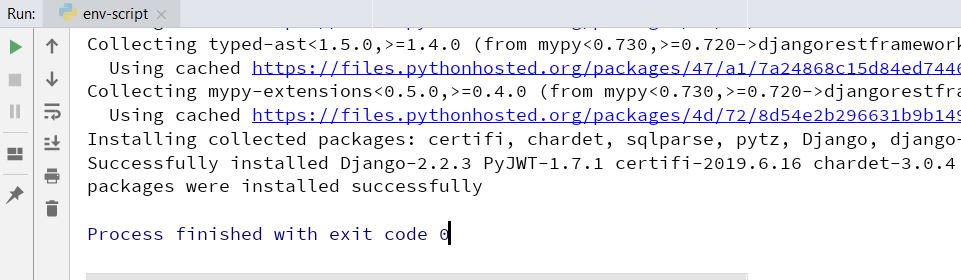 Run: env-script
Collecting typed-ast<1.5.0,>=1.4.0 (from mypy<0.730,>=0.720->djangorestframework
Using cached https://files.pythonhosted.org/packages/47/a1/7a24868c15d84ed7446
Collecting mypy-extensions<0.5.0,>=0.4.0 (from mypy<0.730,>=0.720->djangorestfra
Using cached https://files.pythonhosted.org/packages/4d/72/8d54e2b296631b9b149
Installing collected packages: certifi, chardet, sqlparse, pytz, Django, django-
Successfully installed Django-2.2.3 PyJWT-1.7.1 certifi-2019.6.16 chardet-3.0.4
packages were installed successfully
Process finished with exit code 0